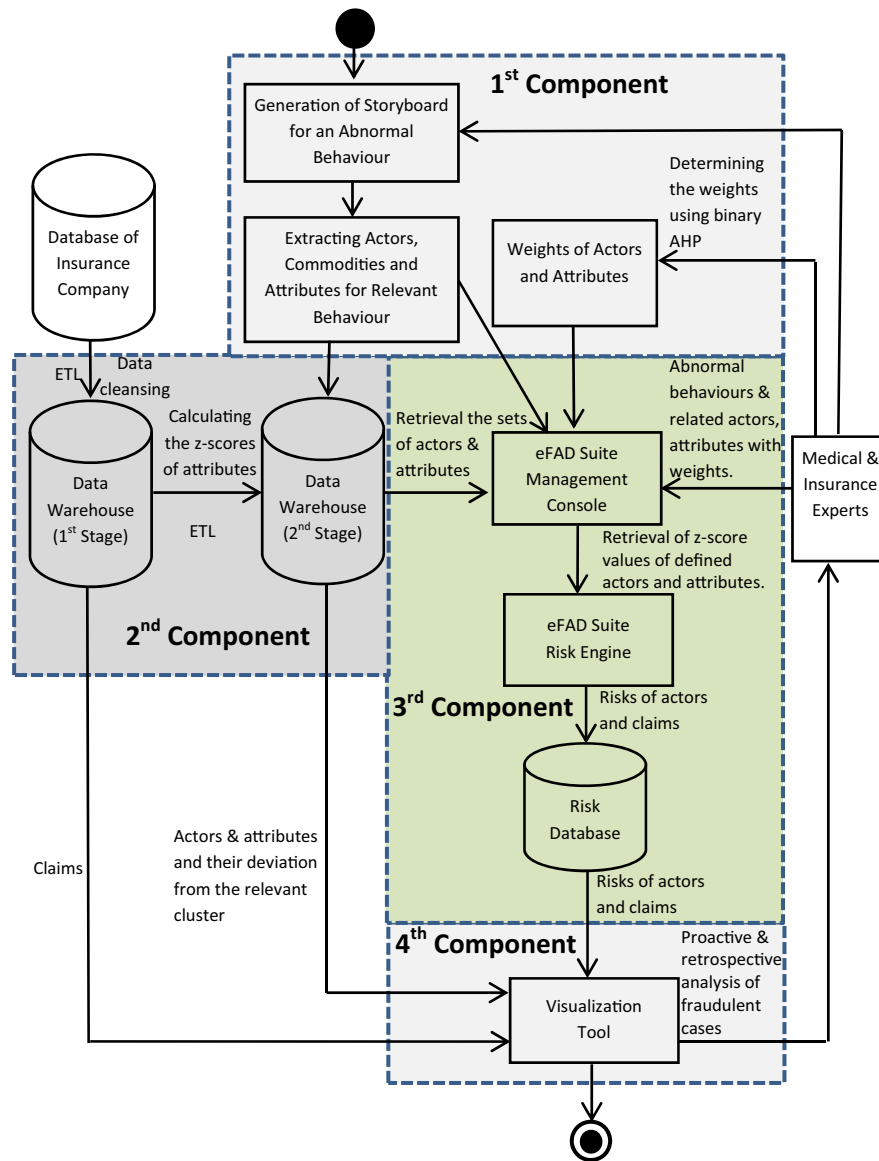 1st Component
Generation of Storyboard
for an Abnormal
Behaviour
Determining
the weights
using binary
AHP
Database of
Insurance
Company
Extracting Actors,
Commodities and
Attributes for Relevant
Behaviour
Weights of Actors
and Attributes
ETL
Data
cleansing
Calculating
the z-scores
of attributes
ETL
Data
Warehouse
(1st Stage)
Data
Warehouse
(2nd Stage)
2nd Component
Retrieval the sets
of actors &
attributes
Abnormal
behaviours &
related actors,
attributes with
weights.
eFAD Suite
Management
Console
Medical &
Insurance
Experts
Retrieval of z-score
values of defined
actors and attributes.
eFAD Suite
Risk Engine
3rd Component
Risks of actors
and claims
Risk
Database
Claims
Actors & attributes
and their deviation
from the relevant
cluster
Risks of actors
and claims
4th Component
Proactive &
retrospective
analysis of
fraudulent
cases
Visualization
Tool